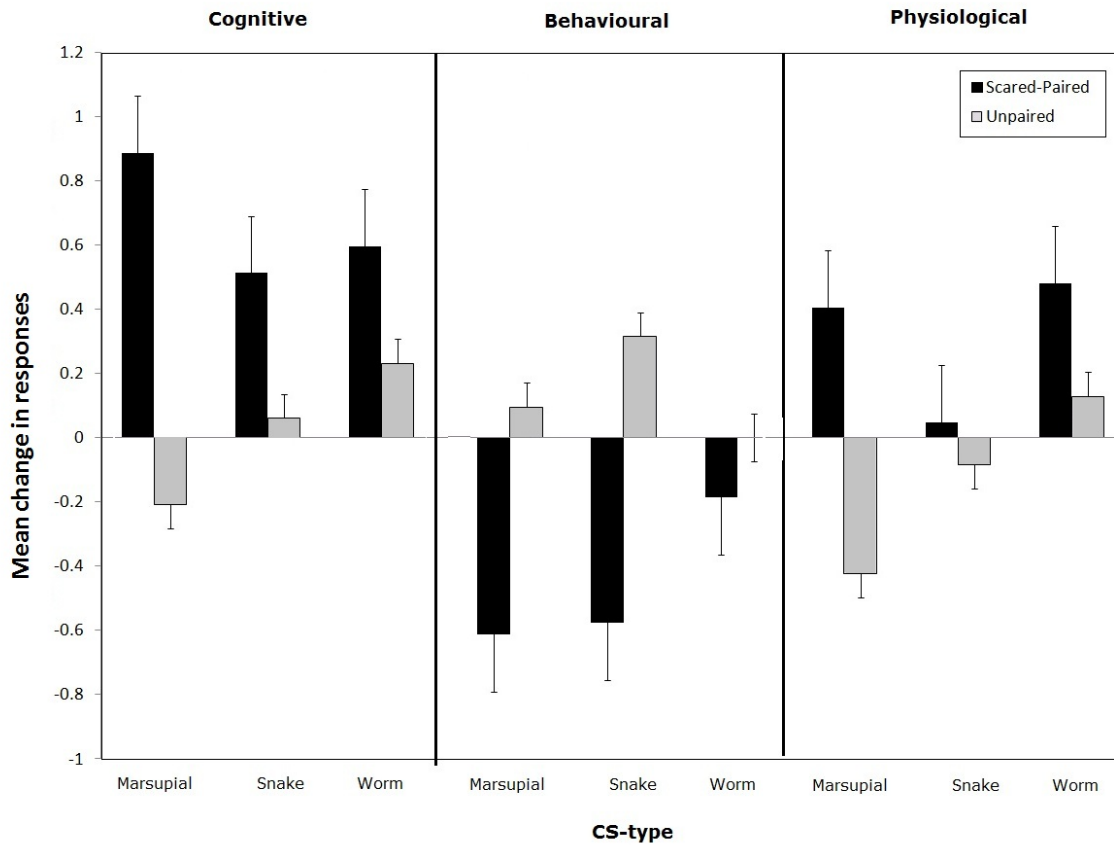 Cognitive
Behavioural
Physiological
Scared-Paired
Unpaired
Mean change in responses
1.2
1
0.8
0.6
0.4
0.2
0
-0.2
-0.4
-0.6
-0.8
-1
Marsupial
Snake
Worm
Marsupial
Snake
Worm
Marsupial
Snake
Worm
CS-type